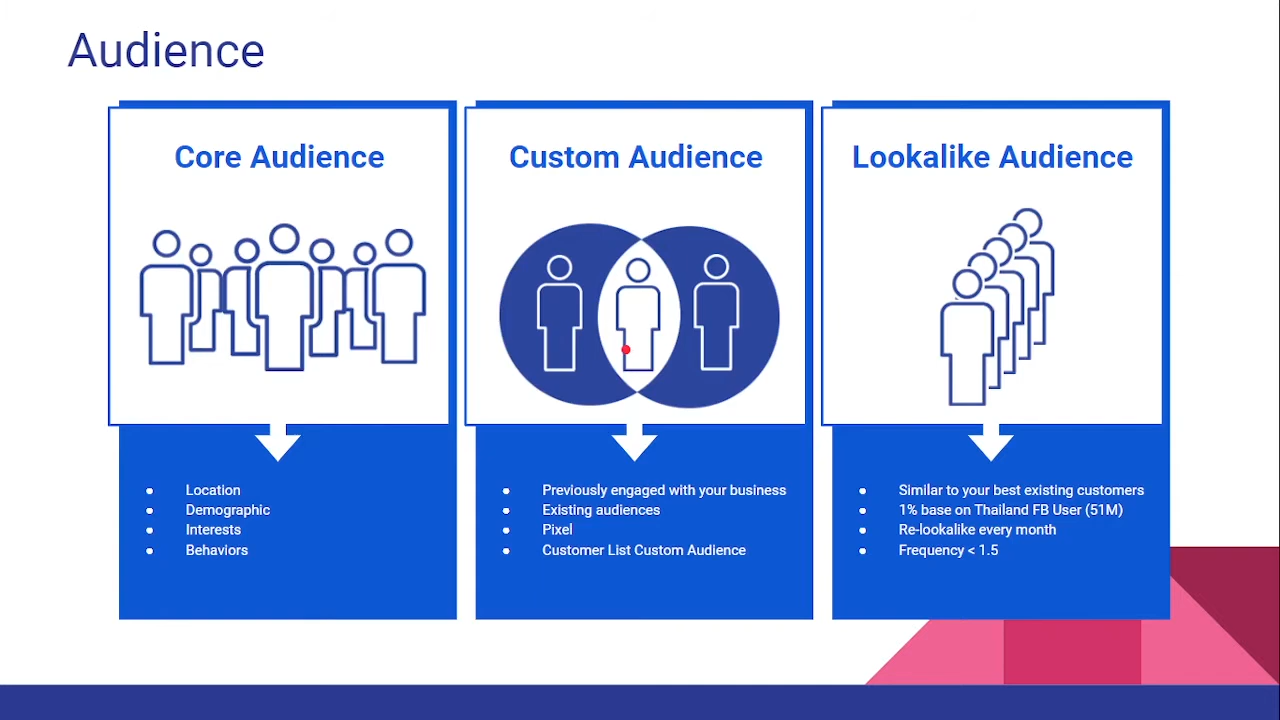 Audience
Core Audience
Location
Demographic
Interests
Behaviors
Custom Audience
Previously engaged with your business
Existing audiences
Pixel
Customer List Custom Audience
Lookalike Audience
Similar to your best existing customers
1% base on Thailand FB User (51M)
Re-lookalike every month
Frequency < 1.5